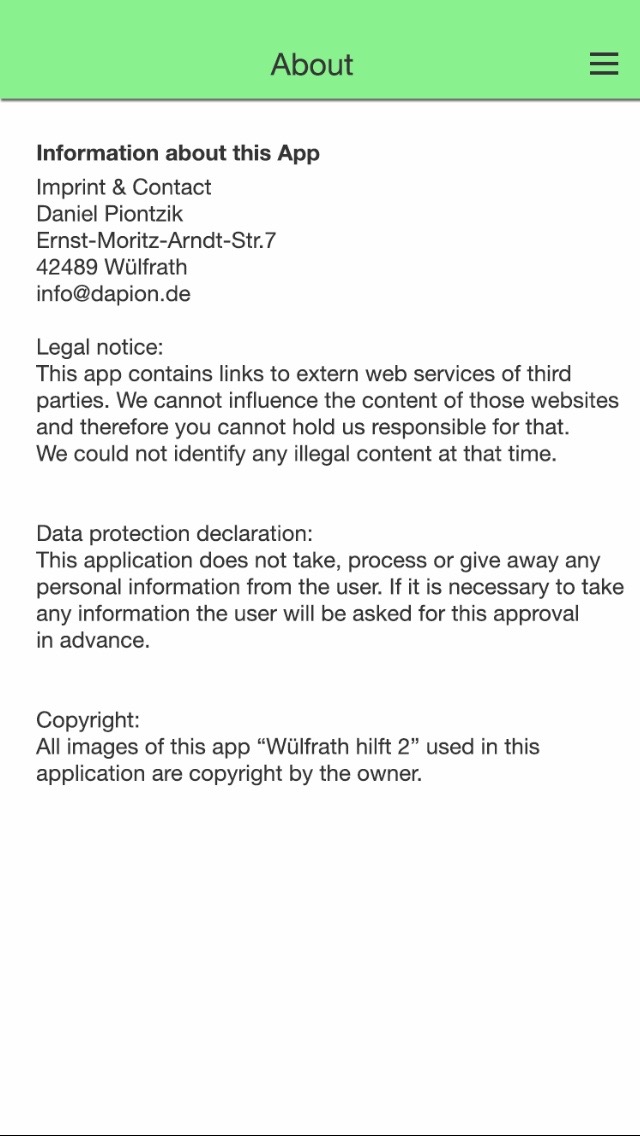 About
Information about this App
Imprint & Contact
Daniel Piontzik
Ernst-Moritz-Arndt-Str.7
42489 Wülfrath
info@dapion.de
Legal notice:
This app contains links to extern web services of third
parties. We cannot influence the content of those websites
and therefore you cannot hold us responsible for that.
We could not identify any illegal content at that time.
Data protection declaration:
This application does not take, process or give away any
personal information from the user. If it is necessary to take
any information the user will be asked for this approval
in advance.
Copyright:
All images of this app “Wülfrath hilft 2” used in this
application are copyright by the owner.